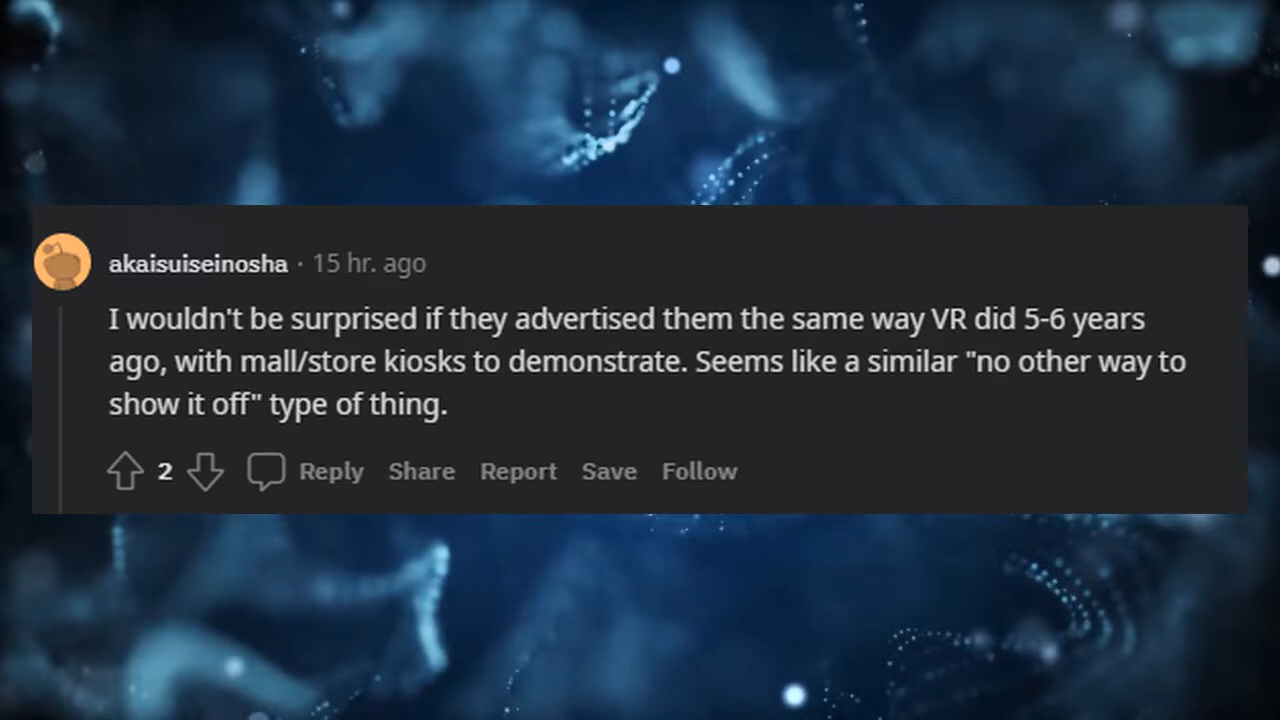 akaisuiseinosha · 15 hr. ago
I wouldn't be surprised if they advertised them the same way VR did 5-6 years
ago, with mall/store kiosks to demonstrate. Seems like a similar "no other way to
show it off" type of thing.
2 Reply Share Report Save Follow